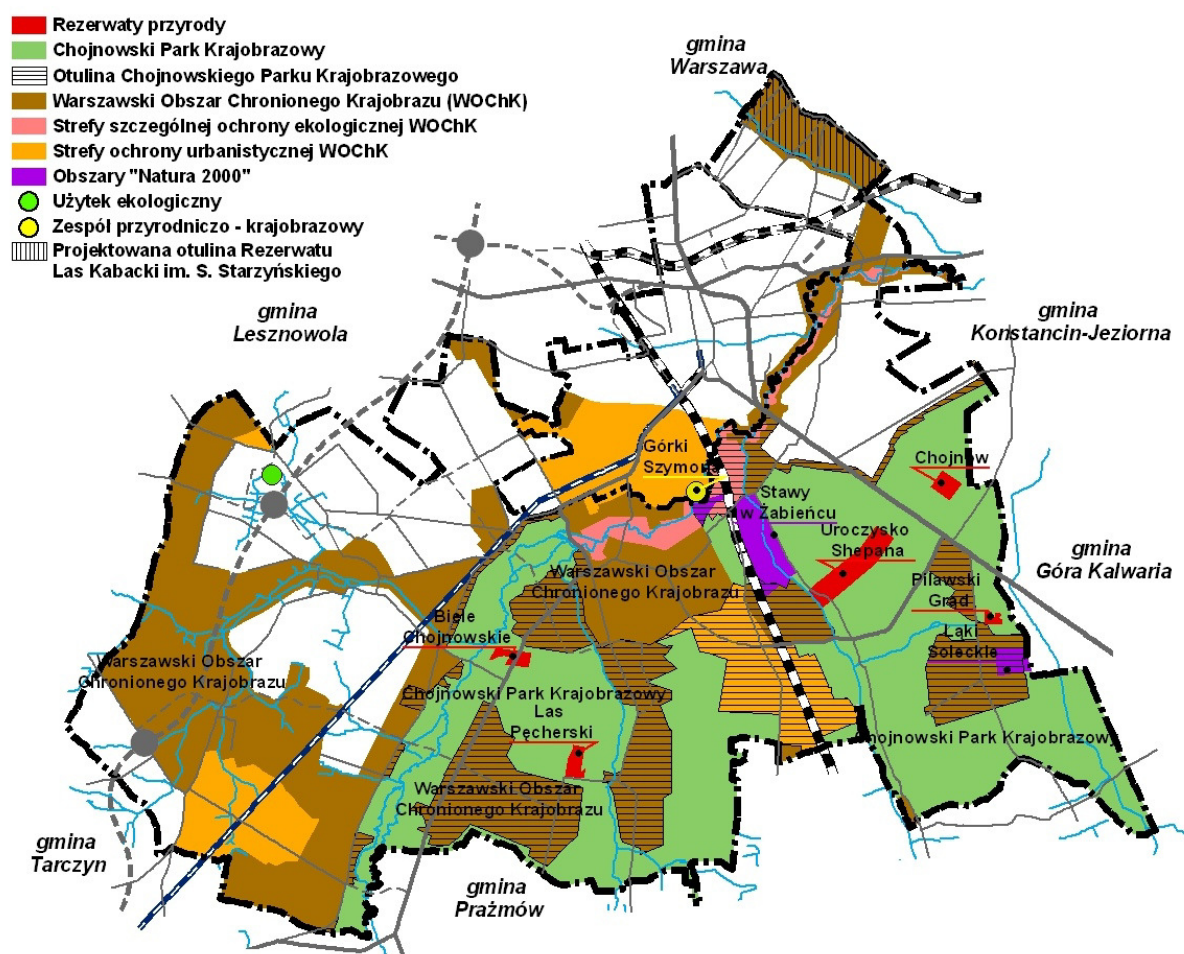 Rezerwaty przyrody
Chojnowski Park Krajobrazowy
Otulina Chojnowskiego Parku Krajobrazowego
Warszawski Obszar Chronionego Krajobrazu (WOChK)
Strefy szczególnej ochrony ekologicznej WOChK
Strefy ochrony urbanistycznej WOChK
Obszary "Natura 2000"
Użytek ekologiczny
Zespół przyrodniczo - krajobrazowy
Projektowana otulina Rezerwatu
Las Kabacki im. S. Starzyńskiego
gmina
Warszawa
gmina
Lesznowola
gmina
Konstancin-Jeziorna
Górki
Szymona
Chojnów
Stawy
w Żabieńcu
Uroczysko
Stephana
gmina
Góra Kalwaria
Pilawski
Grąd
Łąki
Soleckie
Warszawski Obszar
Chronionego Krajobrazu
Biele
Chojnowskie
Warszawski Obszar
Chronionego Krajobrazu
Chojnowski Park Krajobrazowy
Las
Pęcherski
Chojnowski Park Krajobrazowy
Warszawski Obszar
Chronionego Krajobrazu
gmina
Tarczyn
gmina
Prażmów